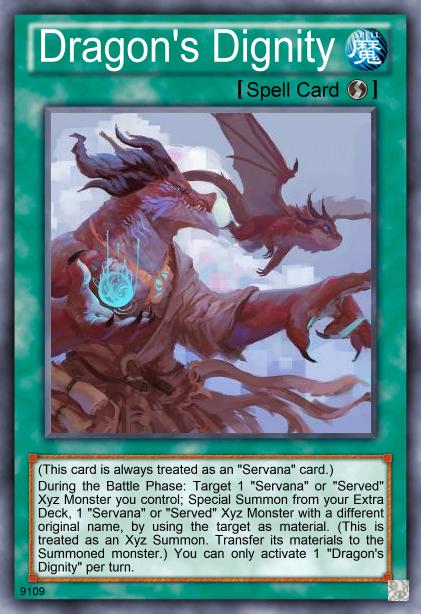 Dragon's Dignity
SPELL
魔
[Spell Card]
(This card is always treated as an "Servana" card.)
During the Battle Phase: Target 1 "Servana" or "Served"
Xyz Monster you control; Special Summon from your Extra
Deck, 1 "Servana" or "Served" Xyz Monster with a different
original name, by using the target as material. (This is
treated as an Xyz Summon. Transfer its materials to the
Summoned monster.) You can only activate 1 "Dragon's
Dignity" per turn.
9109